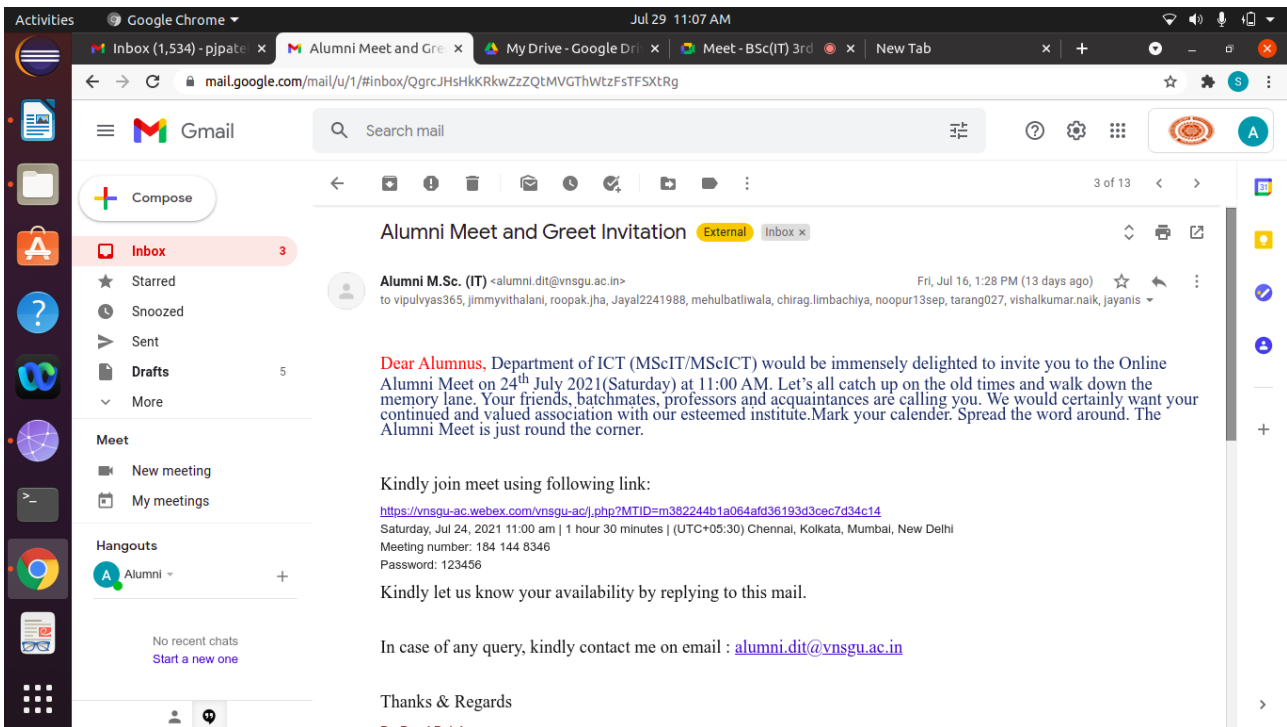 Activities
Google Chrome
Jul 29 11:07 AM
Inbox (1,534) - pjpate
Alumni Meet and Gre
My Drive - Google Dri
Meet - BSc(IT) 3rd
New Tab
mail.google.com/mail/u/1/#inbox/QgrcJHsHkKRkwZzZQtMVGThWtzFsTFSXtRg
S
Gmail
Search mail
A
Compose
3 of 13
31
Inbox 3
Starred
Snoozed
Sent
Drafts 5
More
Meet
New meeting
My meetings
Hangouts
A Alumni
No recent chats
Start a new one
Alumni Meet and Greet Invitation External Inbox ×
Alumni M.Sc. (IT) <alumni.dit@vnsgu.ac.in> Fri, Jul 16, 1:28 PM (13 days ago)
to vipulvyas365, jimmyvithalani, roopak.jha, Jayal2241988, mehulbatliwala, chirag.limbachiya, noopur13sep, tarang027, vishalkumar.naik, jayanis
Dear Alumnus, Department of ICT (MScIT/MScICT) would be immensely delighted to invite you to the Online
Alumni Meet on 24th July 2021(Saturday) at 11:00 AM. Let's all catch up on the old times and walk down the
memory lane. Your friends, batchmates, professors and acquaintances are calling you. We would certainly want your
continued and valued association with our esteemed institute.Mark your calender. Spread the word around. The
Alumni Meet is just round the corner.
Kindly join meet using following link:
https://vnsgu-ac.webex.com/vnsgu-ac/j.php?MTID=m382244b1a064afd36193d3cec7d34c14
Saturday, Jul 24, 2021 11:00 am | 1 hour 30 minutes | (UTC+05:30) Chennai, Kolkata, Mumbai, New Delhi
Meeting number: 184 144 8346
Password: 123456
Kindly let us know your availability by replying to this mail.
In case of any query, kindly contact me on email : alumni.dit@vnsgu.ac.in
Thanks & Regards